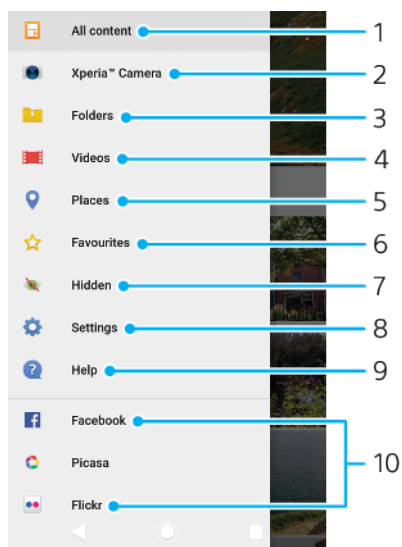 All content 1
Xperia™ Camera 2
Folders 3
Videos 4
Places 5
Favourites 6
Hidden 7
Settings 8
Help 9
Facebook
Picasa 10
Flickr